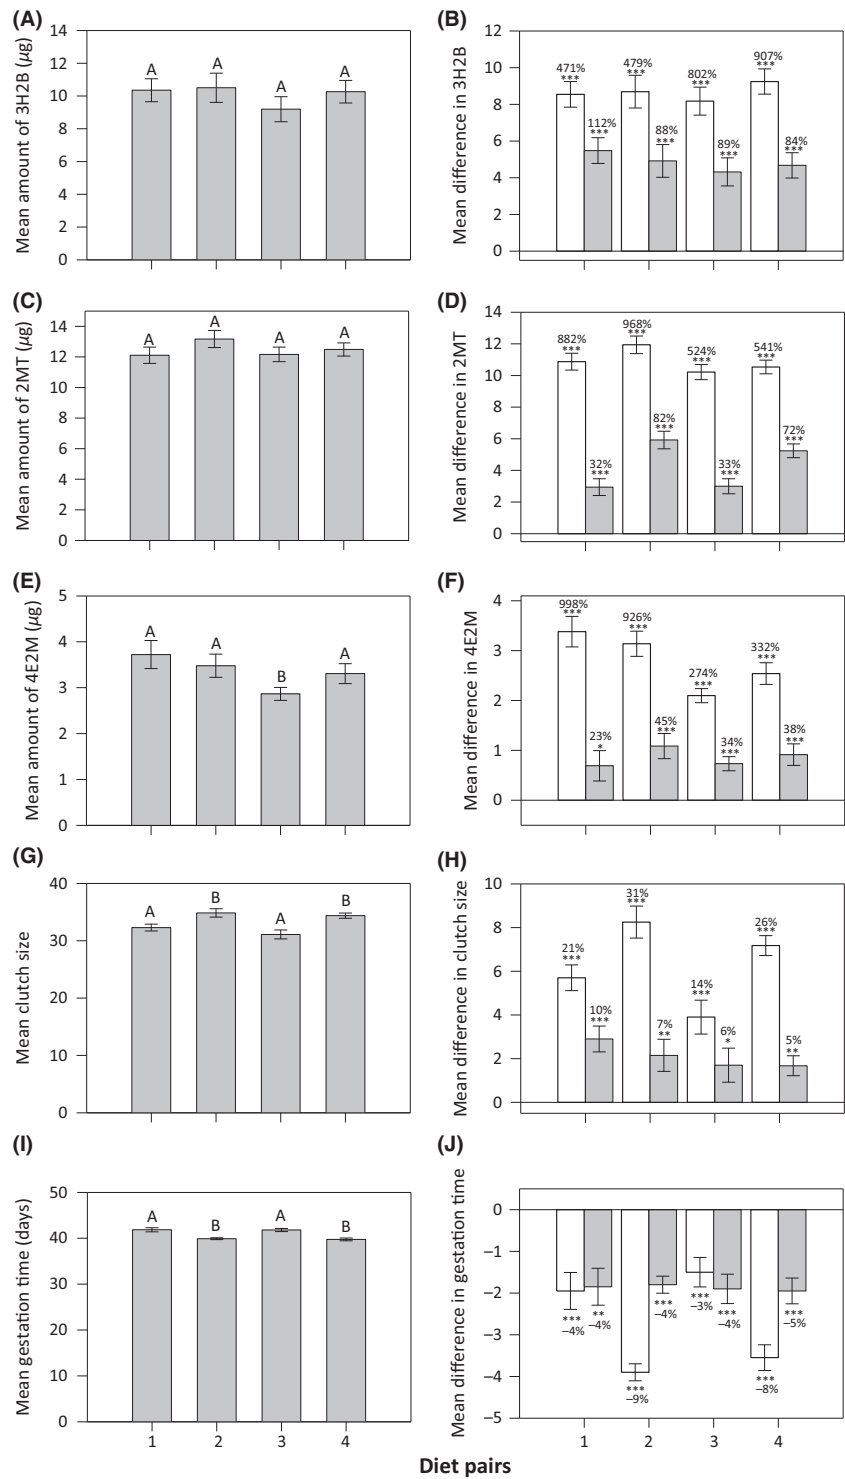 (A)
14
12
10
8
6
4
2
0
Mean amount of 3H2B (μg)
A A A A
(B)
12
10
8
6
4
2
0
Mean difference in 3H2B
471% 479% 802% 907%
*** *** *** ***
112% 88% 89% 84%
*** *** *** ***
(C)
14
12
10
8
6
4
2
0
Mean amount of 2MT (μg)
A A A A
(D)
14
12
10
8
6
4
2
0
Mean difference in 2MT
882% 968% 524% 541%
*** *** *** ***
32% 82% 33% 72%
*** *** *** ***
(E)
5
4
3
2
1
0
Mean amount of 4E2M (μg)
A A B A
(F)
4
3
2
1
0
Mean difference in 4E2M
998% 926% 274% 332%
*** *** *** ***
23% 45% 34% 38%
* *** *** ***
(G)
40
30
20
10
0
Mean clutch size
A B A B
(H)
10
8
6
4
2
0
Mean difference in clutch size
21% 31% 14% 26%
*** *** *** ***
10% 7% 6% 5%
*** ** * **
(I)
50
40
30
20
10
0
Mean gestation time (days)
A B A B
1 2 3 4
(J)
0
−1
−2
−3
−4
−5
Mean difference in gestation time
*** *** *** ***
−4% −9% −3% −8%
** *** *** ***
−4% −4% −4% −5%
1 2 3 4
Diet pairs